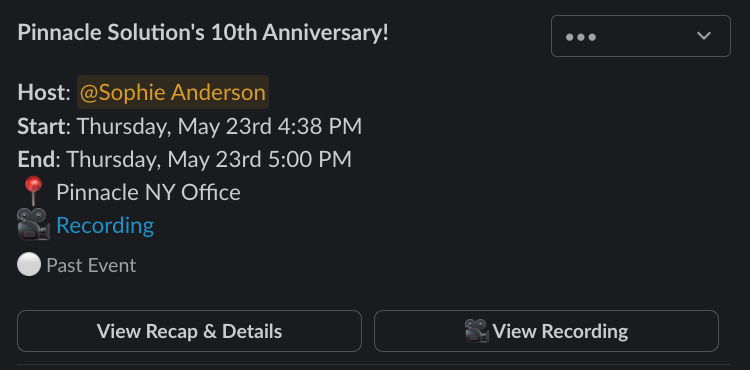 Pinnacle Solution's 10th Anniversary!
Host: @Sophie Anderson
Start: Thursday, May 23rd 4:38 PM
End: Thursday, May 23rd 5:00 PM
Pinnacle NY Office
Recording
Past Event
View Recap & Details
View Recording